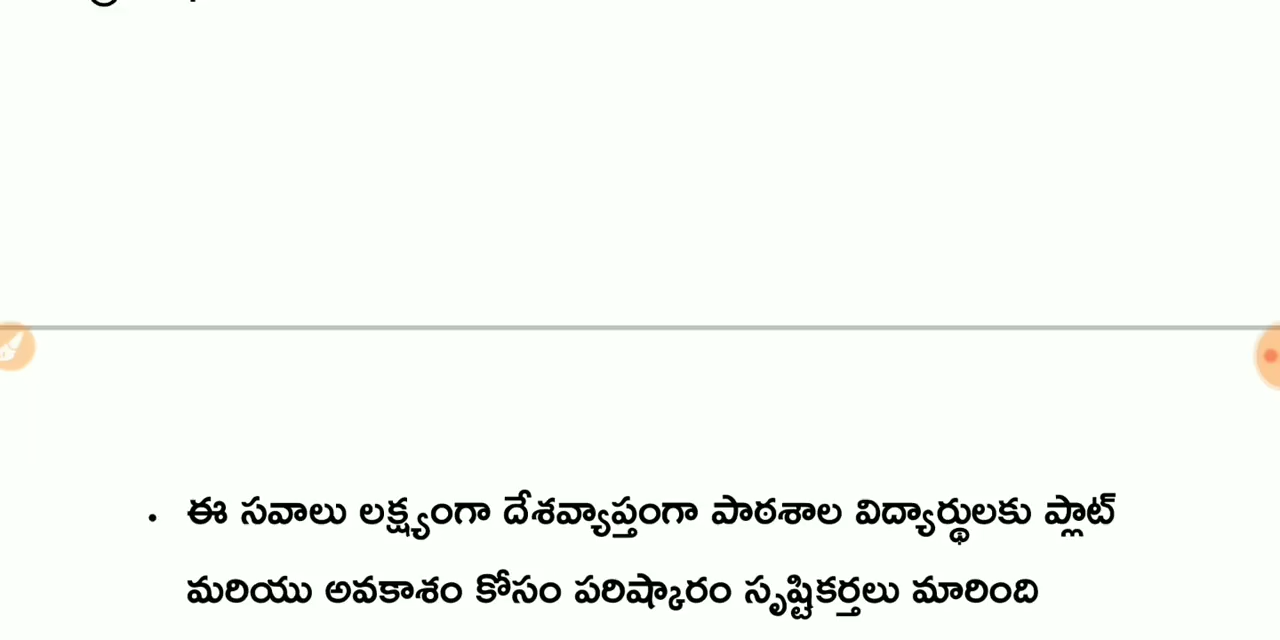 • ఈ సవాలు లక్ష్యంగా దేశవ్యాప్తంగా పాఠశాల విద్యార్థులకు ప్లాట్
మరియు అవకాశం కోసం పరిష్కారం సృష్టికర్తలు మారింది